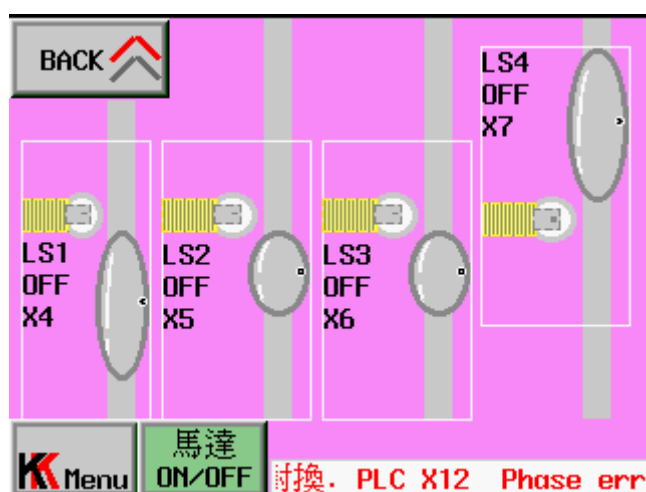 BACK
LS4
OFF
X7
LS1
OFF
X4
LS2
OFF
X5
LS3
OFF
X6
Menu
馬達
ON/OFF
換. PLC X12 Phase err